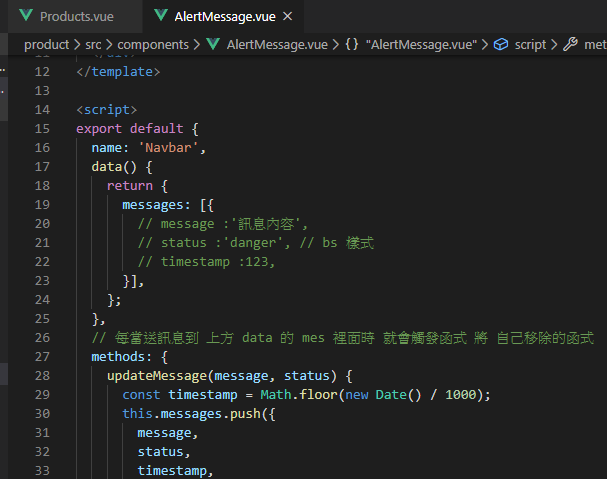 Products.vue AlertMessage.vue ×
product > src > components > AlertMessage.vue > {} "AlertMessage.vue" > script > met
12 </template>
13
14 <script>
15 export default {
16 name: 'Navbar',
17 data() {
18 return {
19 messages: [{
20 // message :'訊息內容',
21 // status :'danger', // bs 樣式
22 // timestamp :123,
23 }],
24 };
25 },
26 // 每當送訊息到 上方 data 的 mes 裡面時 就會觸發函式 將 自己移除的函式
27 methods: {
28 updateMessage(message, status) {
29 const timestamp = Math.floor(new Date() / 1000);
30 this.messages.push({
31 message,
32 status,
33 timestamp,